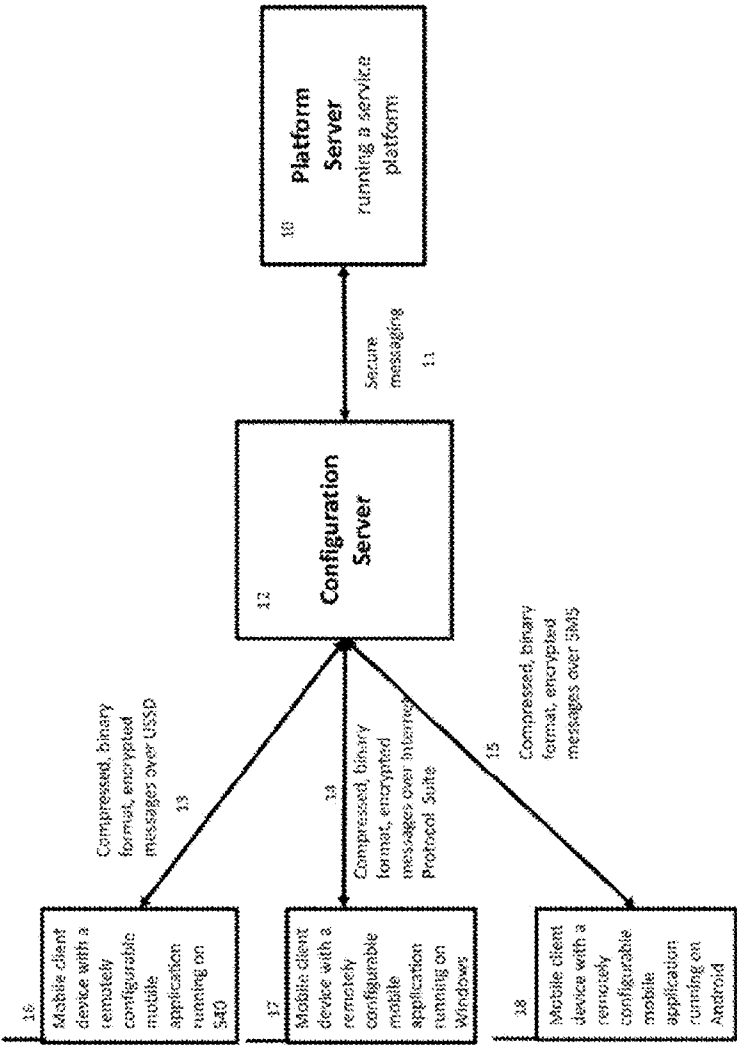 10
Platform
Server
running a service
platform
Secure
messaging
11
12
Configuration
Server
Compressed, binary
format, encrypted
messages over USSD
13
14
Compressed, binary
format, encrypted
messages over Internet
Protocol Suite
15
Compressed, binary
format, encrypted
messages over SMS
16
Mobile client
device with a
remotely
configurable
mobile
application
running on
S40
17
Mobile client
device with a
remotely
configurable
mobile
application
running on
Windows
18
Mobile client
device with a
remotely
configurable
mobile
application
running on
Android